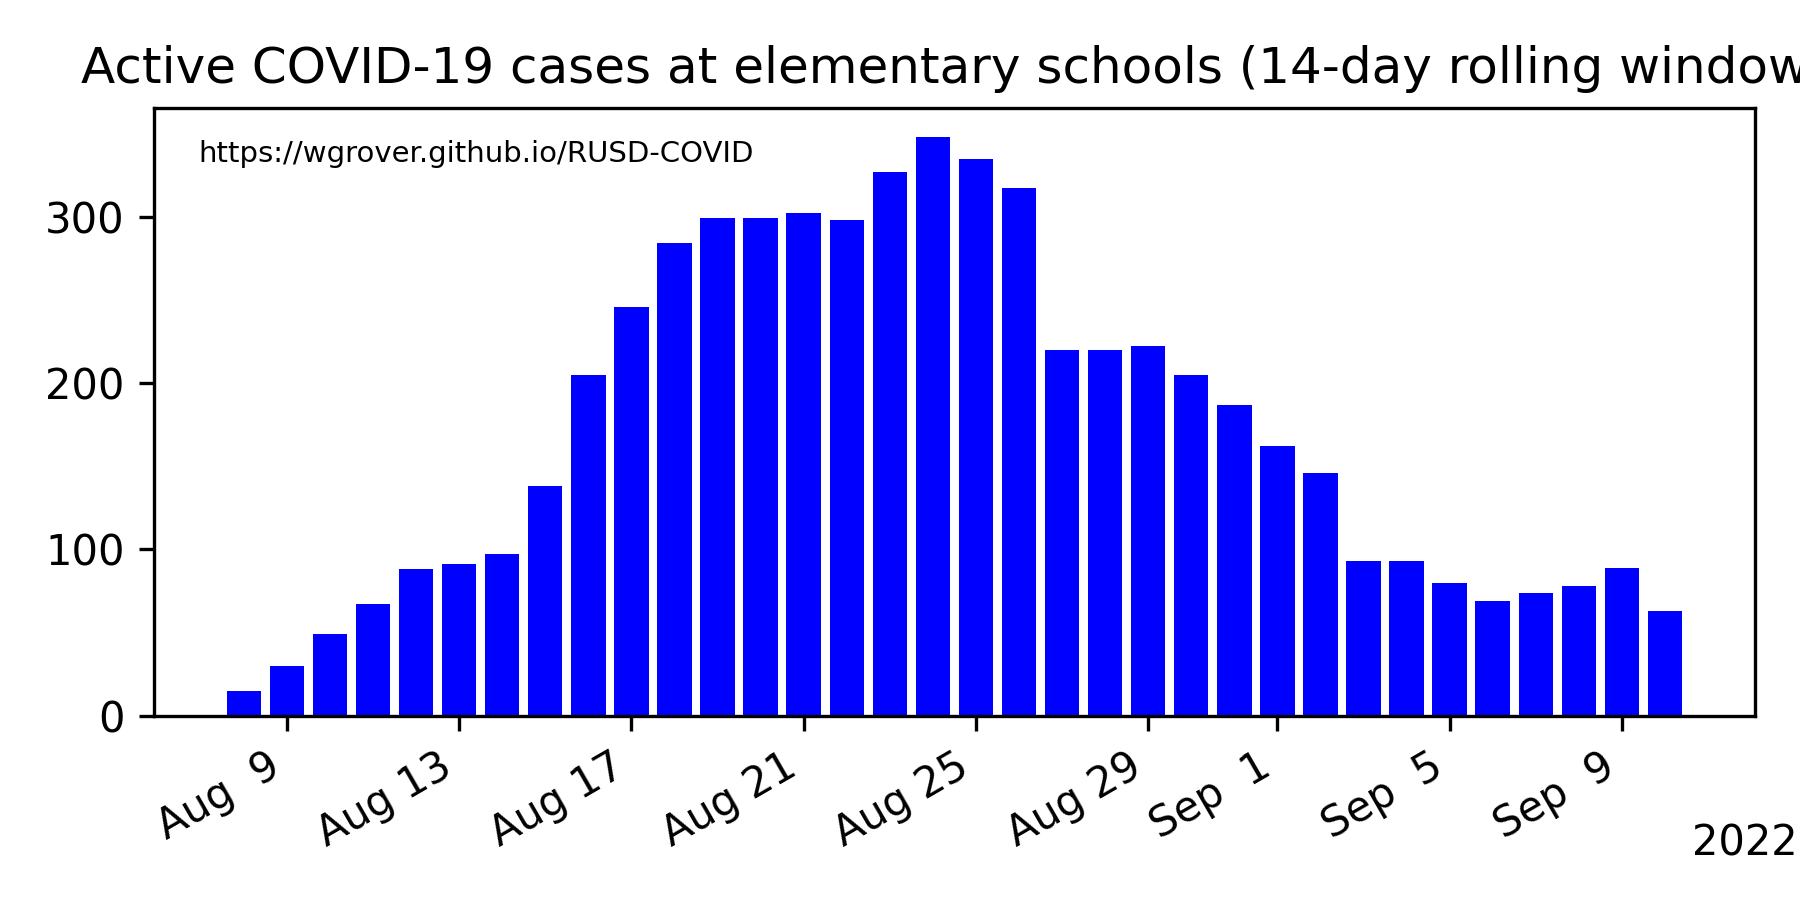 Active COVID-19 cases at elementary schools (14-day rolling window
https://wgrover.github.io/RUSD-COVID
300
200
100
0
Aug 9
Aug 13
Aug 17
Aug 21
Aug 25
Aug 29
Sep 1
Sep 5
Sep 9
2022